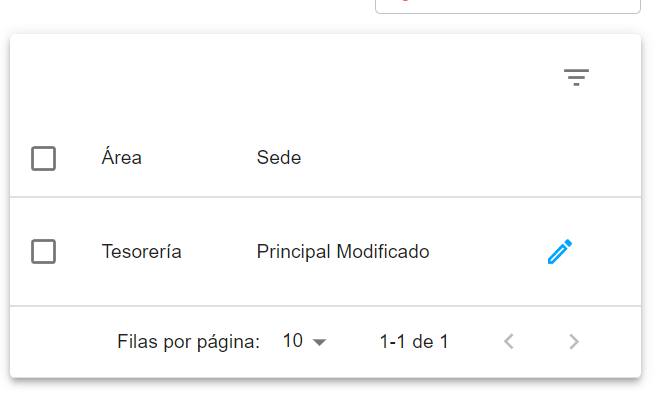 Área Sede
Tesorería Principal Modificado
Filas por página: 10 1-1 de 1